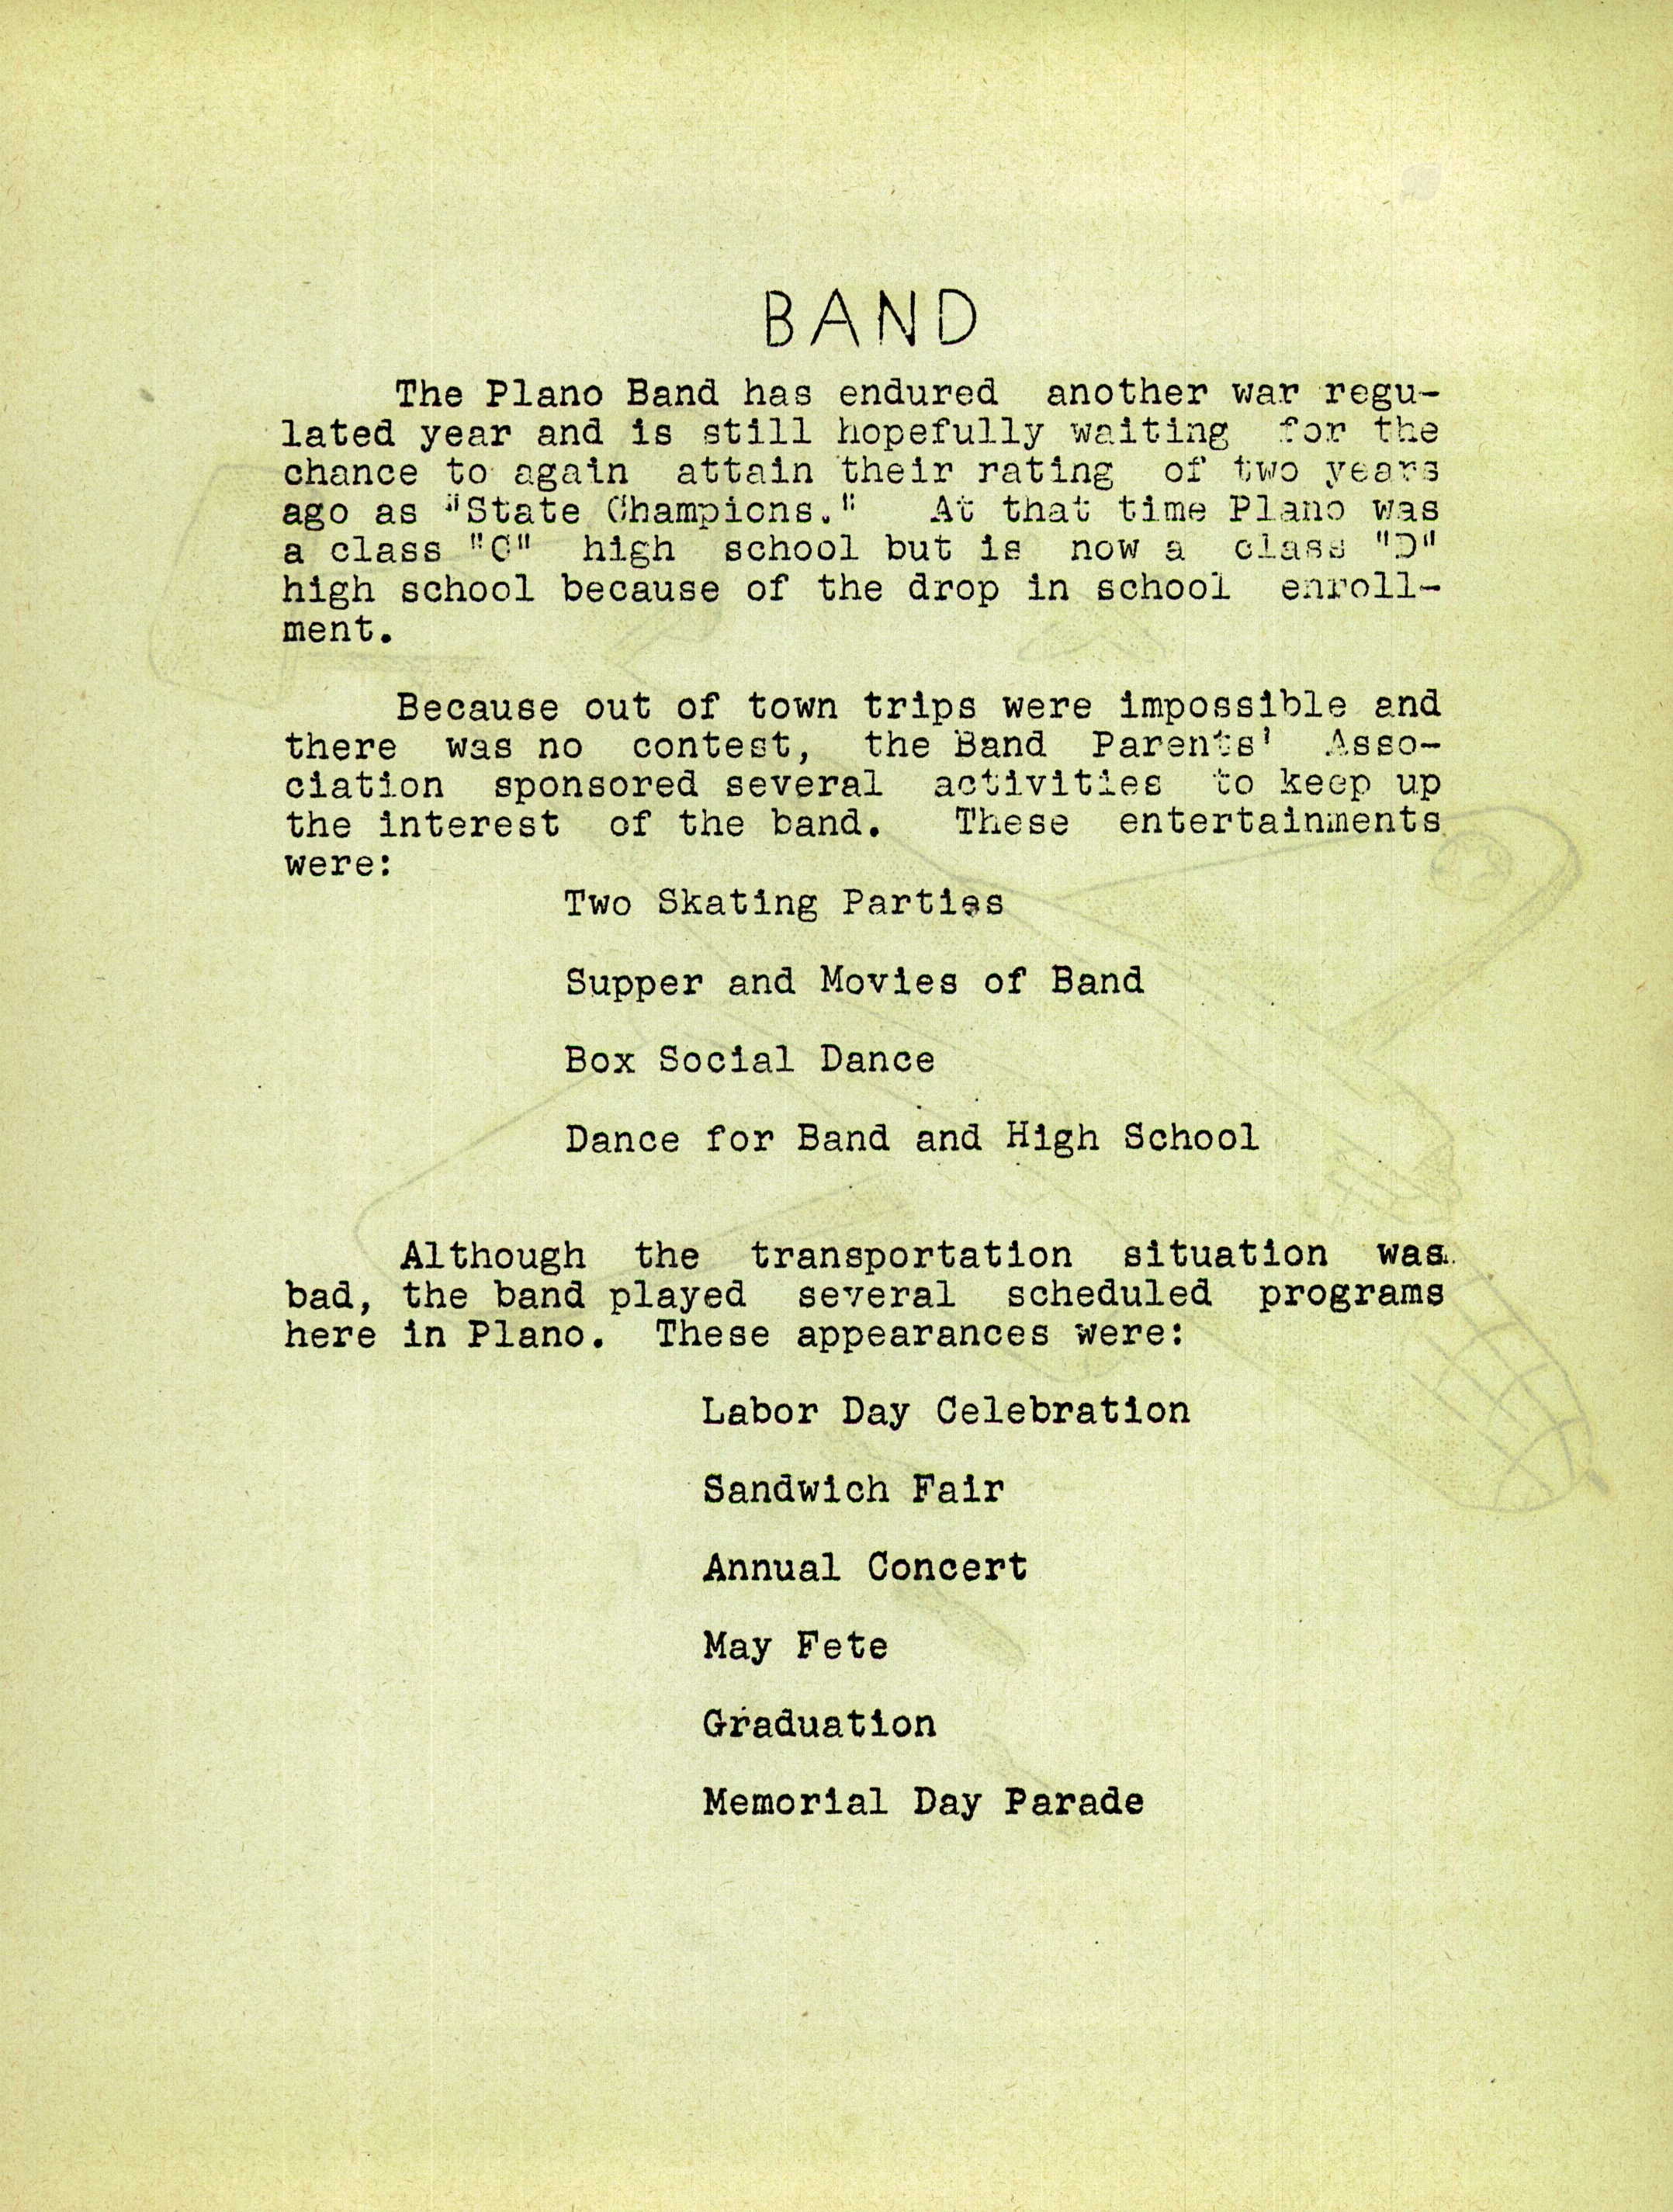 BAND
The Plano Band has endured another war regu-
lated year and is still hopefully waiting for the
chance to again attain their rating of two years
ago as "State Champions." At that time Plano was
a class "C" high school but is now a class "D"
high school because of the drop in school enroll-
ment.
Because out of town trips were impossible and
there was no contest, the Band Parents' Asso-
ciation sponsored several activities to keep up
the interest of the band. These entertainments
were:
Two Skating Parties
Supper and Movies of Band
Box Social Dance
Dance for Band and High School
Although the transportation situation was
bad, the band played several scheduled programs
here in Plano. These appearances were:
Labor Day Celebration
Sandwich Fair
Annual Concert
May Fete
Graduation
Memorial Day Parade